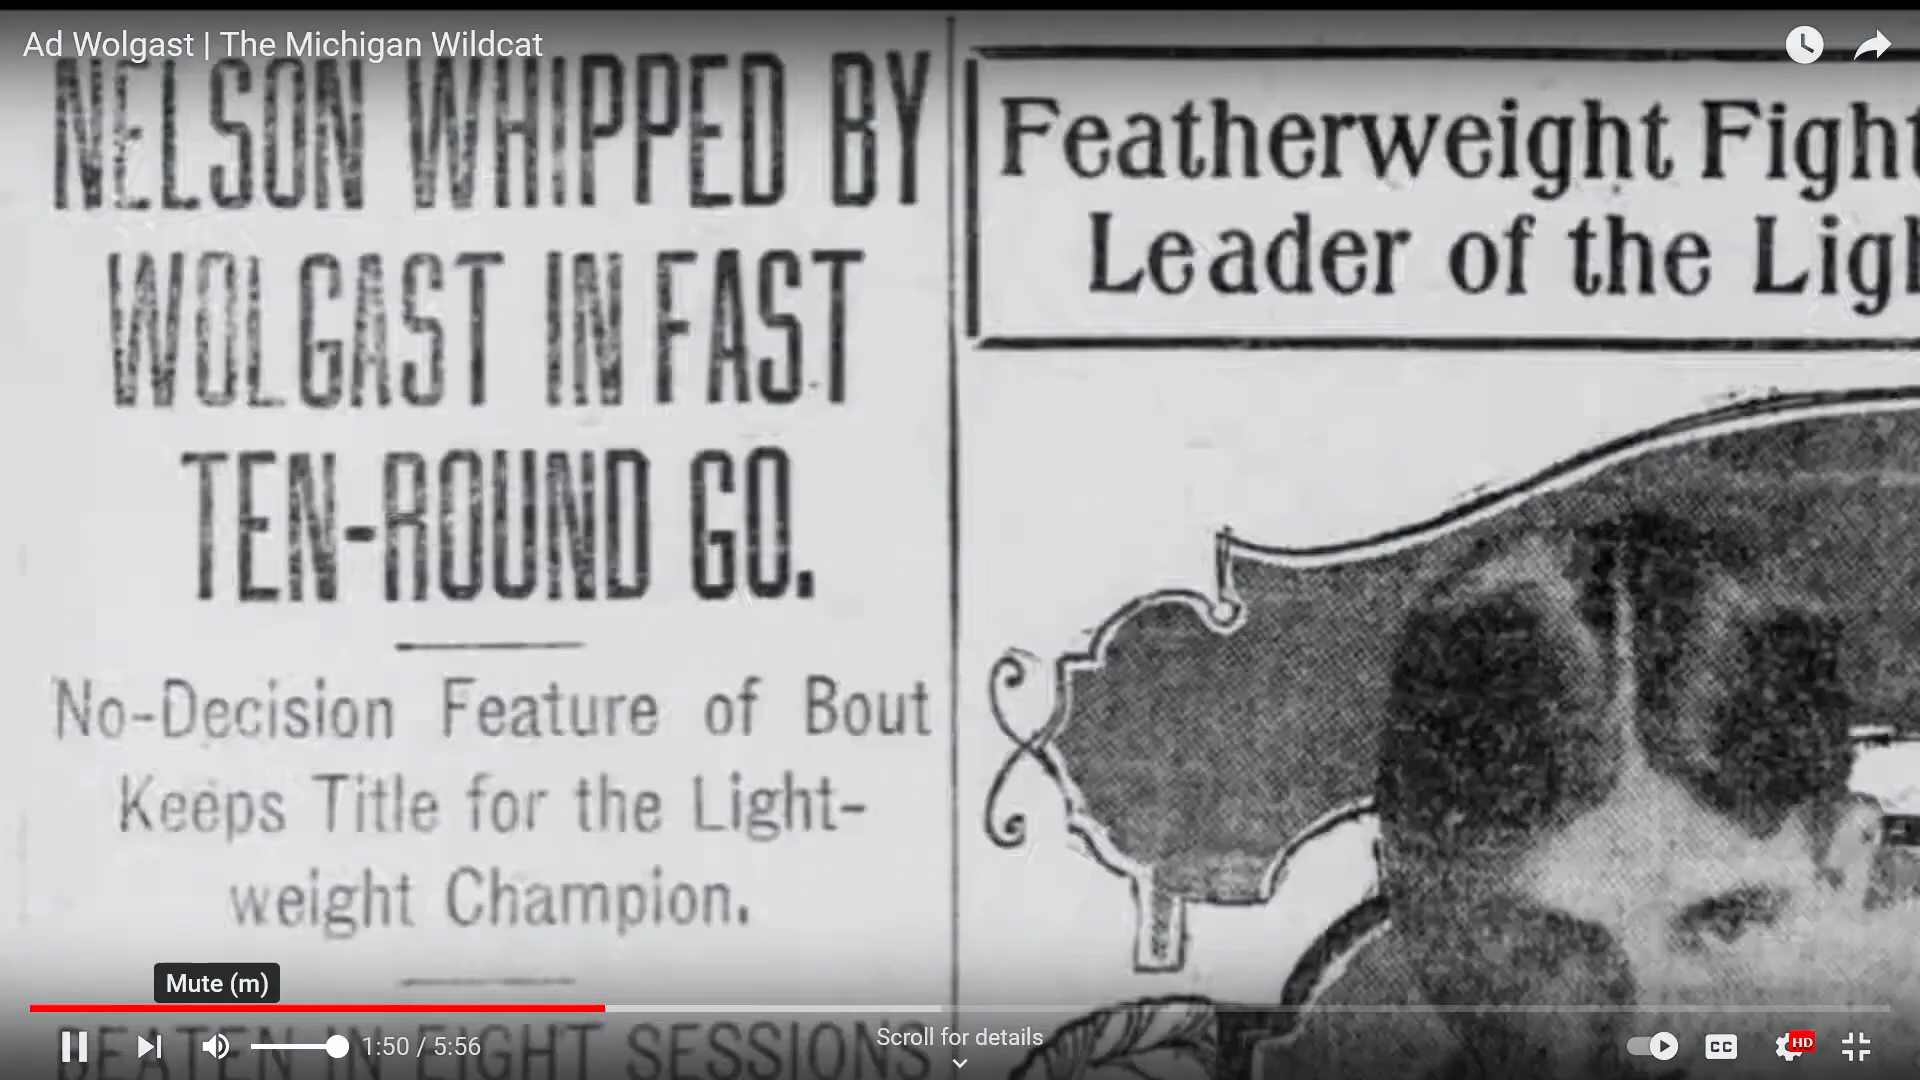 Ad Wolgast | The Michigan Wildcat
NELSON WHIPPED BY
WOLGAST IN FAST
TEN-ROUND GO.
No-Decision Feature of Bout
Keeps Title for the Light-
weight Champion.
BEATEN IN EIGHT SESSIONS
Featherweight Fight
Leader of the Ligh
Mute (m)
1:50 / 5:56
Scroll for details
CC
HD